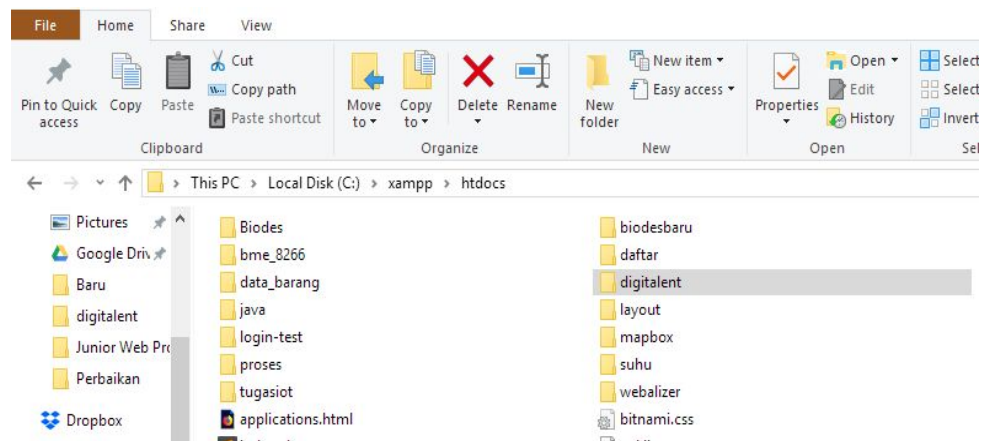 File Home Share View
Cut
Copy path
Paste shortcut
Pin to Quick access
Copy
Paste
Move to
Copy to
Delete
Rename
New folder
New item
Easy access
Properties
Open
Edit
History
Select
Select
Invert
Clipboard Organize New Open Sel
This PC > Local Disk (C:) > xampp > htdocs
Pictures
Google Driv
Baru
digitalent
Junior Web Pro
Perbaikan
Dropbox
Biodes
bme_8266
data_barang
java
login-test
proses
tugasiot
applications.html
biodesbaru
daftar
digitalent
layout
mapbox
suhu
webalizer
bitnami.css